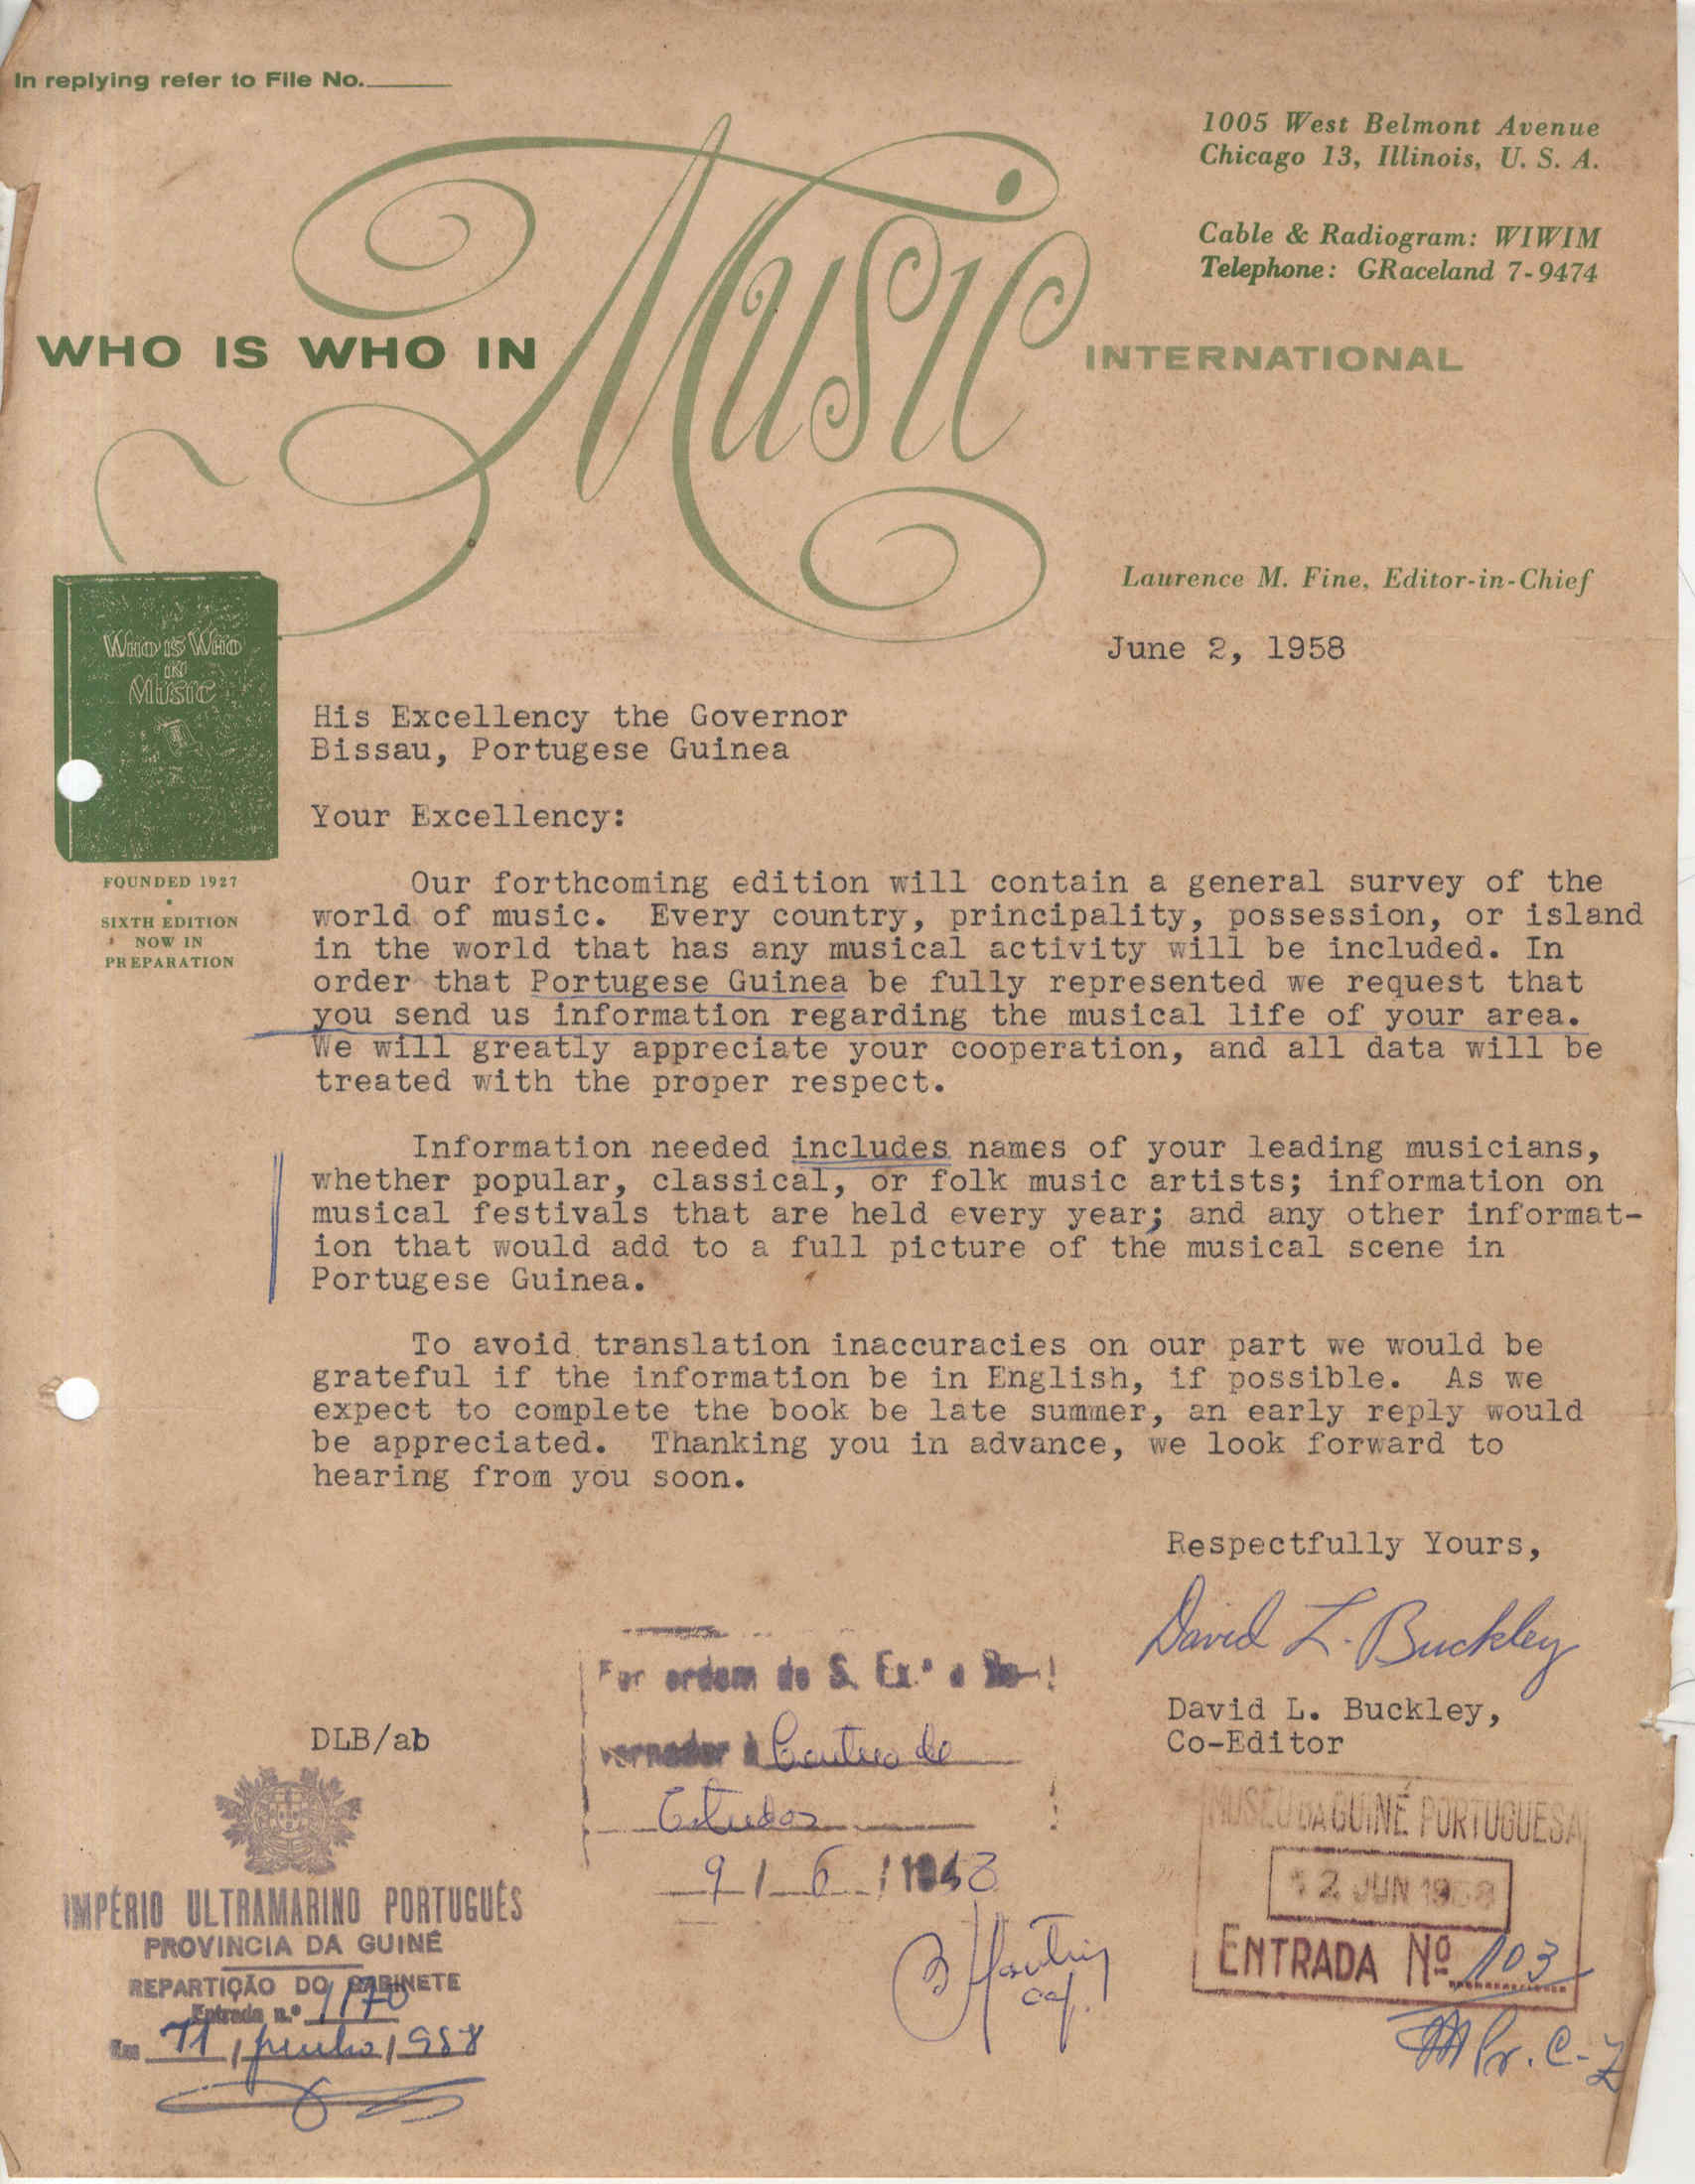 In replying refer to File No.
1005 West Belmont Avenue
Chicago 13, Illinois, U. S. A.
Cable & Radiogram: WIWIM
Telephone: GRaceland 7-9474
WHO IS WHO IN Music INTERNATIONAL
Laurence M. Fine, Editor-in-Chief
June 2, 1958
WHO IS WHO
IN
MUSIC
FOUNDED 1927
SIXTH EDITION
NOW IN
PREPARATION
His Excellency the Governor
Bissau, Portugese Guinea
Your Excellency:
Our forthcoming edition will contain a general survey of the
world of music. Every country, principality, possession, or island
in the world that has any musical activity will be included. In
order that Portugese Guinea be fully represented we request that
you send us information regarding the musical life of your area.
We will greatly appreciate your cooperation, and all data will be
treated with the proper respect.
Information needed includes names of your leading musicians,
whether popular, classical, or folk music artists; information on
musical festivals that are held every year; and any other informat-
ion that would add to a full picture of the musical scene in
Portugese Guinea.
To avoid translation inaccuracies on our part we would be
grateful if the information be in English, if possible. As we
expect to complete the book be late summer, an early reply would
be appreciated. Thanking you in advance, we look forward to
hearing from you soon.
Respectfully Yours,
David L. Buckley
David L. Buckley,
Co-Editor
DLB/ab
Por ordem de S. Ex.ª o Go-
vernador à Centro de
Estudos
9 / 6 / 1958
IMPÉRIO ULTRAMARINO PORTUGUÊS
PROVINCIA DA GUINÉ
REPARTIÇÃO DO GABINETE
Entrada n.º 1170
Em 11 / junho / 958
MUSEU DA GUINÉ PORTUGUESA
12 JUN 1958
ENTRADA Nº 103
Pr. C-2